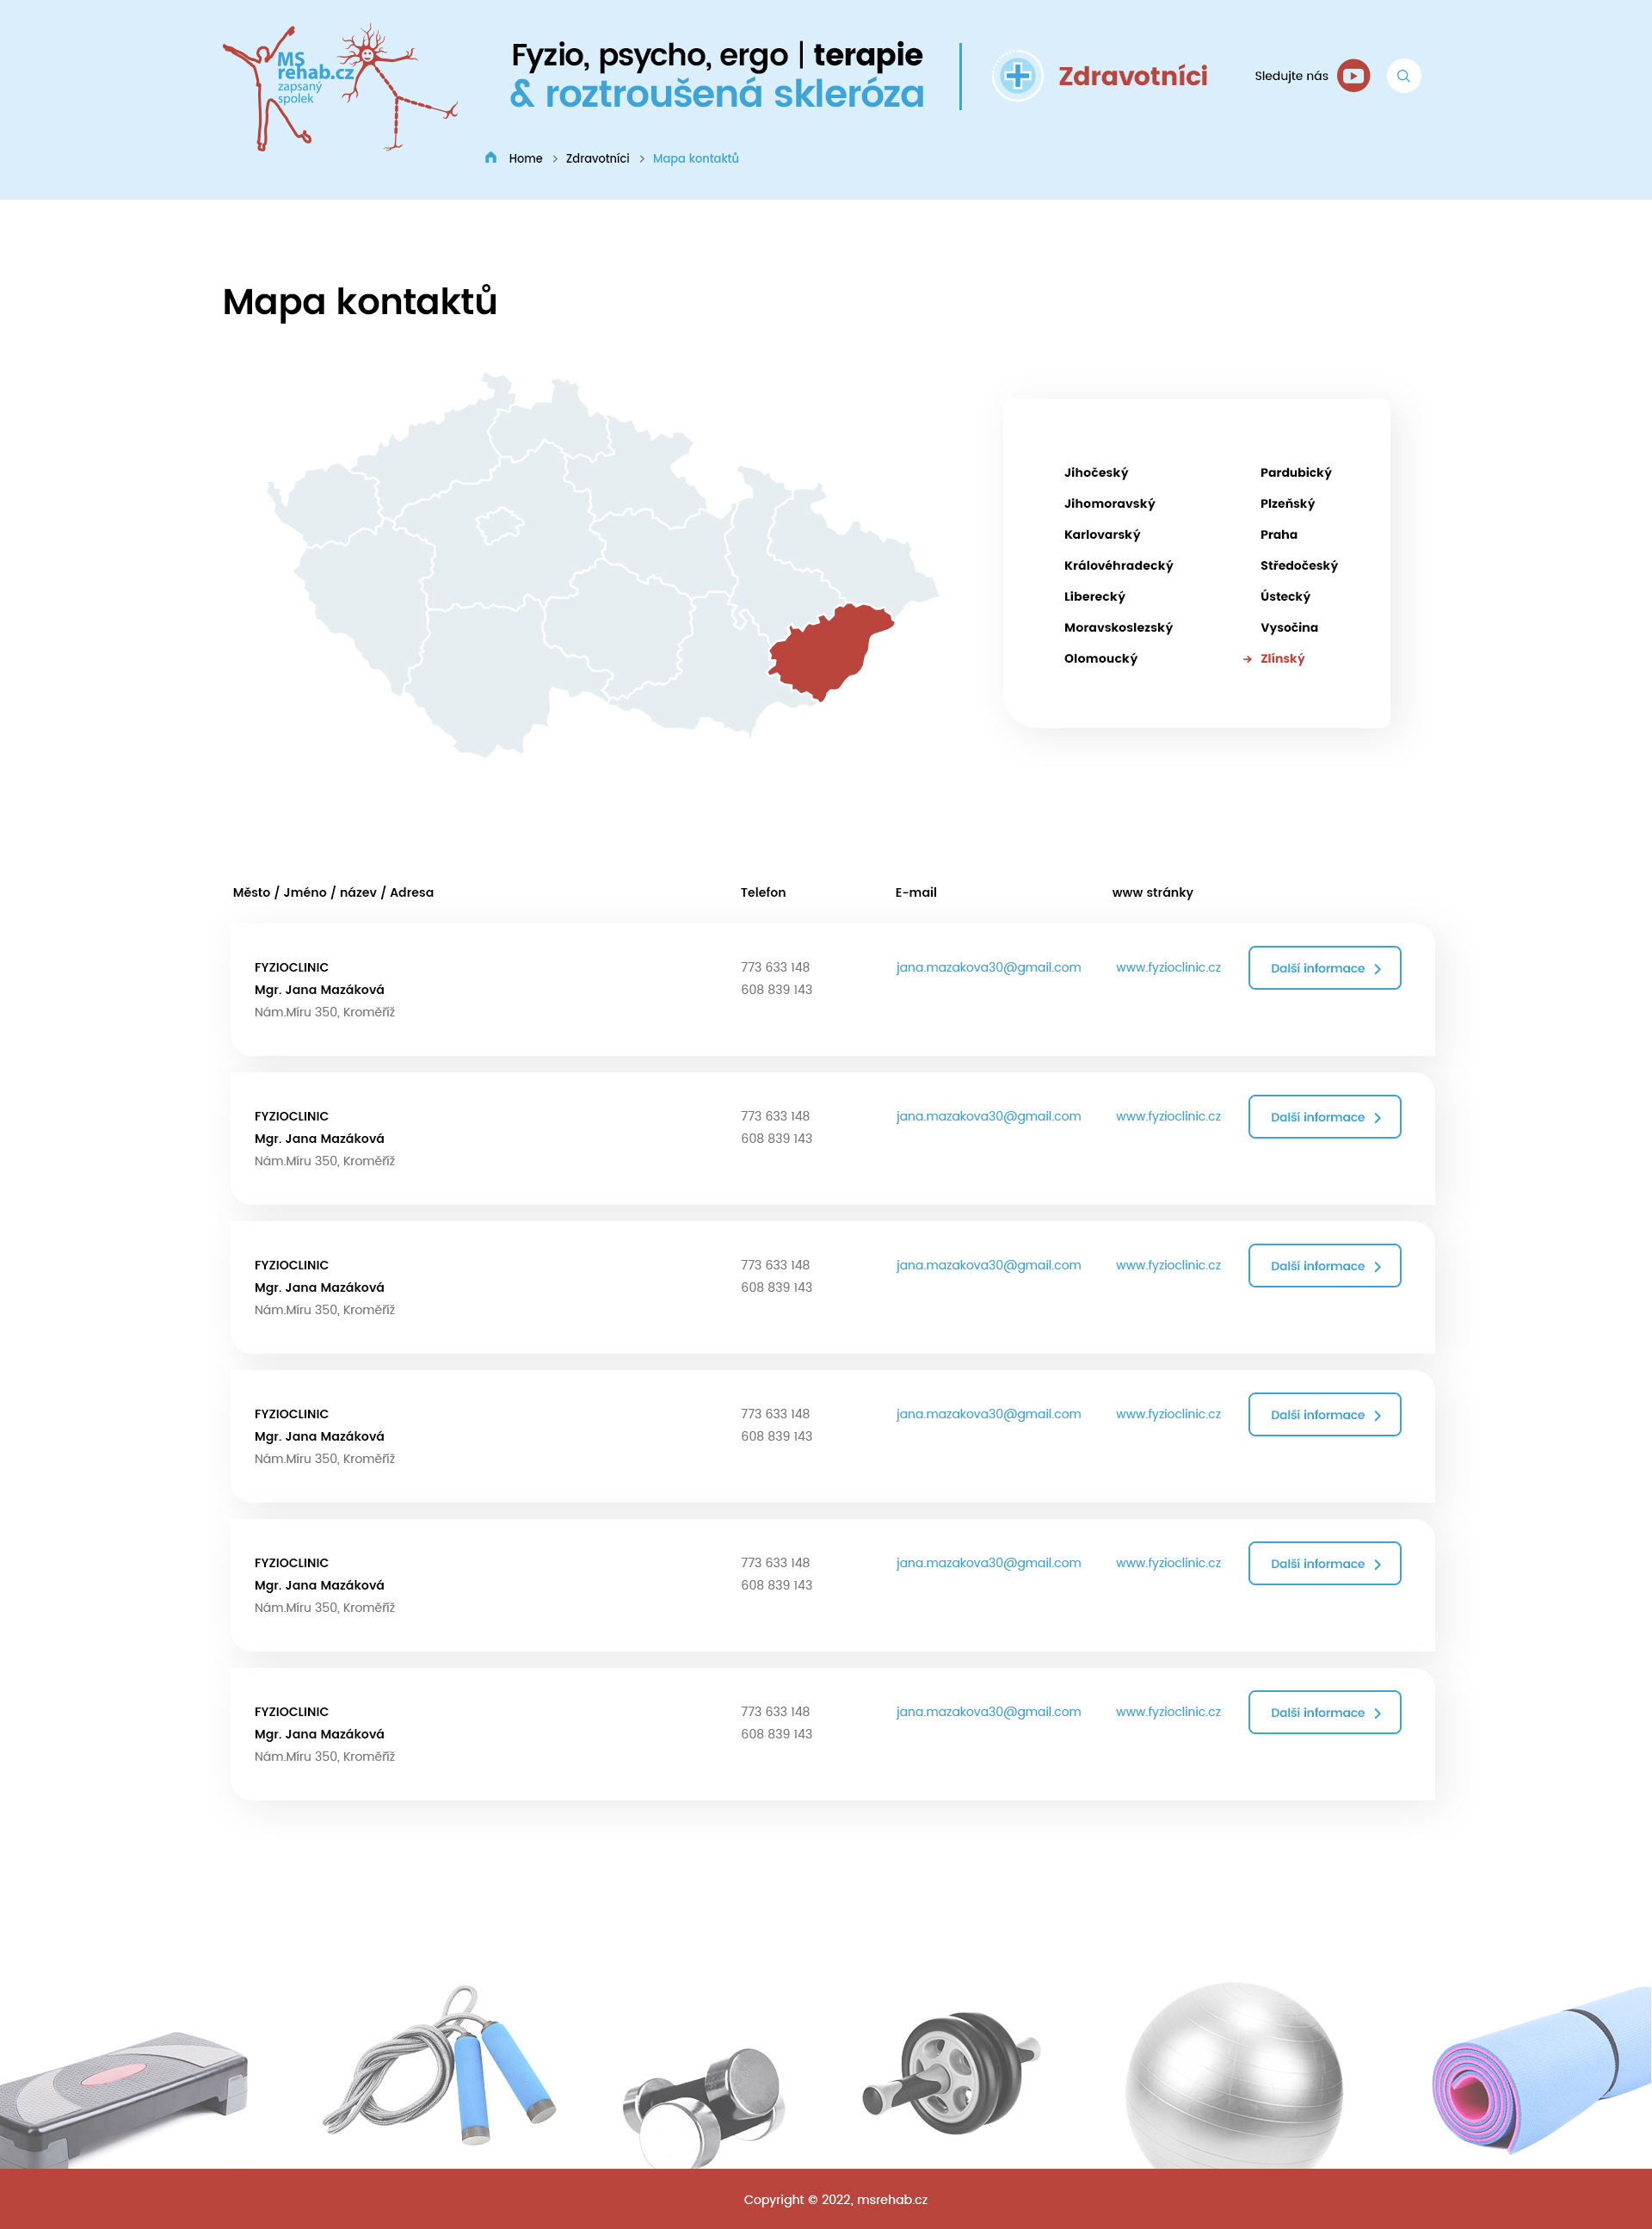 MS
rehab.cz
zapsaný
spolek
Fyzio, psycho, ergo | terapie
& roztroušená skleróza
Zdravotníci
Sledujte nás
Home > Zdravotníci > Mapa kontaktů
Mapa kontaktů
Jihočeský
Jihomoravský
Karlovarský
Královéhradecký
Liberecký
Moravskoslezský
Olomoucký
Pardubický
Plzeňský
Praha
Středočeský
Ústecký
Vysočina
Zlínský
Město / Jméno / název / Adresa Telefon E-mail www stránky
FYZIOCLINIC 773 633 148 jana.mazakova30@gmail.com www.fyzioclinic.cz Další informace
Mgr. Jana Mazáková 608 839 143
Nám.Míru 350, Kroměříž
FYZIOCLINIC 773 633 148 jana.mazakova30@gmail.com www.fyzioclinic.cz Další informace
Mgr. Jana Mazáková 608 839 143
Nám.Míru 350, Kroměříž
FYZIOCLINIC 773 633 148 jana.mazakova30@gmail.com www.fyzioclinic.cz Další informace
Mgr. Jana Mazáková 608 839 143
Nám.Míru 350, Kroměříž
FYZIOCLINIC 773 633 148 jana.mazakova30@gmail.com www.fyzioclinic.cz Další informace
Mgr. Jana Mazáková 608 839 143
Nám.Míru 350, Kroměříž
FYZIOCLINIC 773 633 148 jana.mazakova30@gmail.com www.fyzioclinic.cz Další informace
Mgr. Jana Mazáková 608 839 143
Nám.Míru 350, Kroměříž
FYZIOCLINIC 773 633 148 jana.mazakova30@gmail.com www.fyzioclinic.cz Další informace
Mgr. Jana Mazáková 608 839 143
Nám.Míru 350, Kroměříž
Copyright © 2022, msrehab.cz